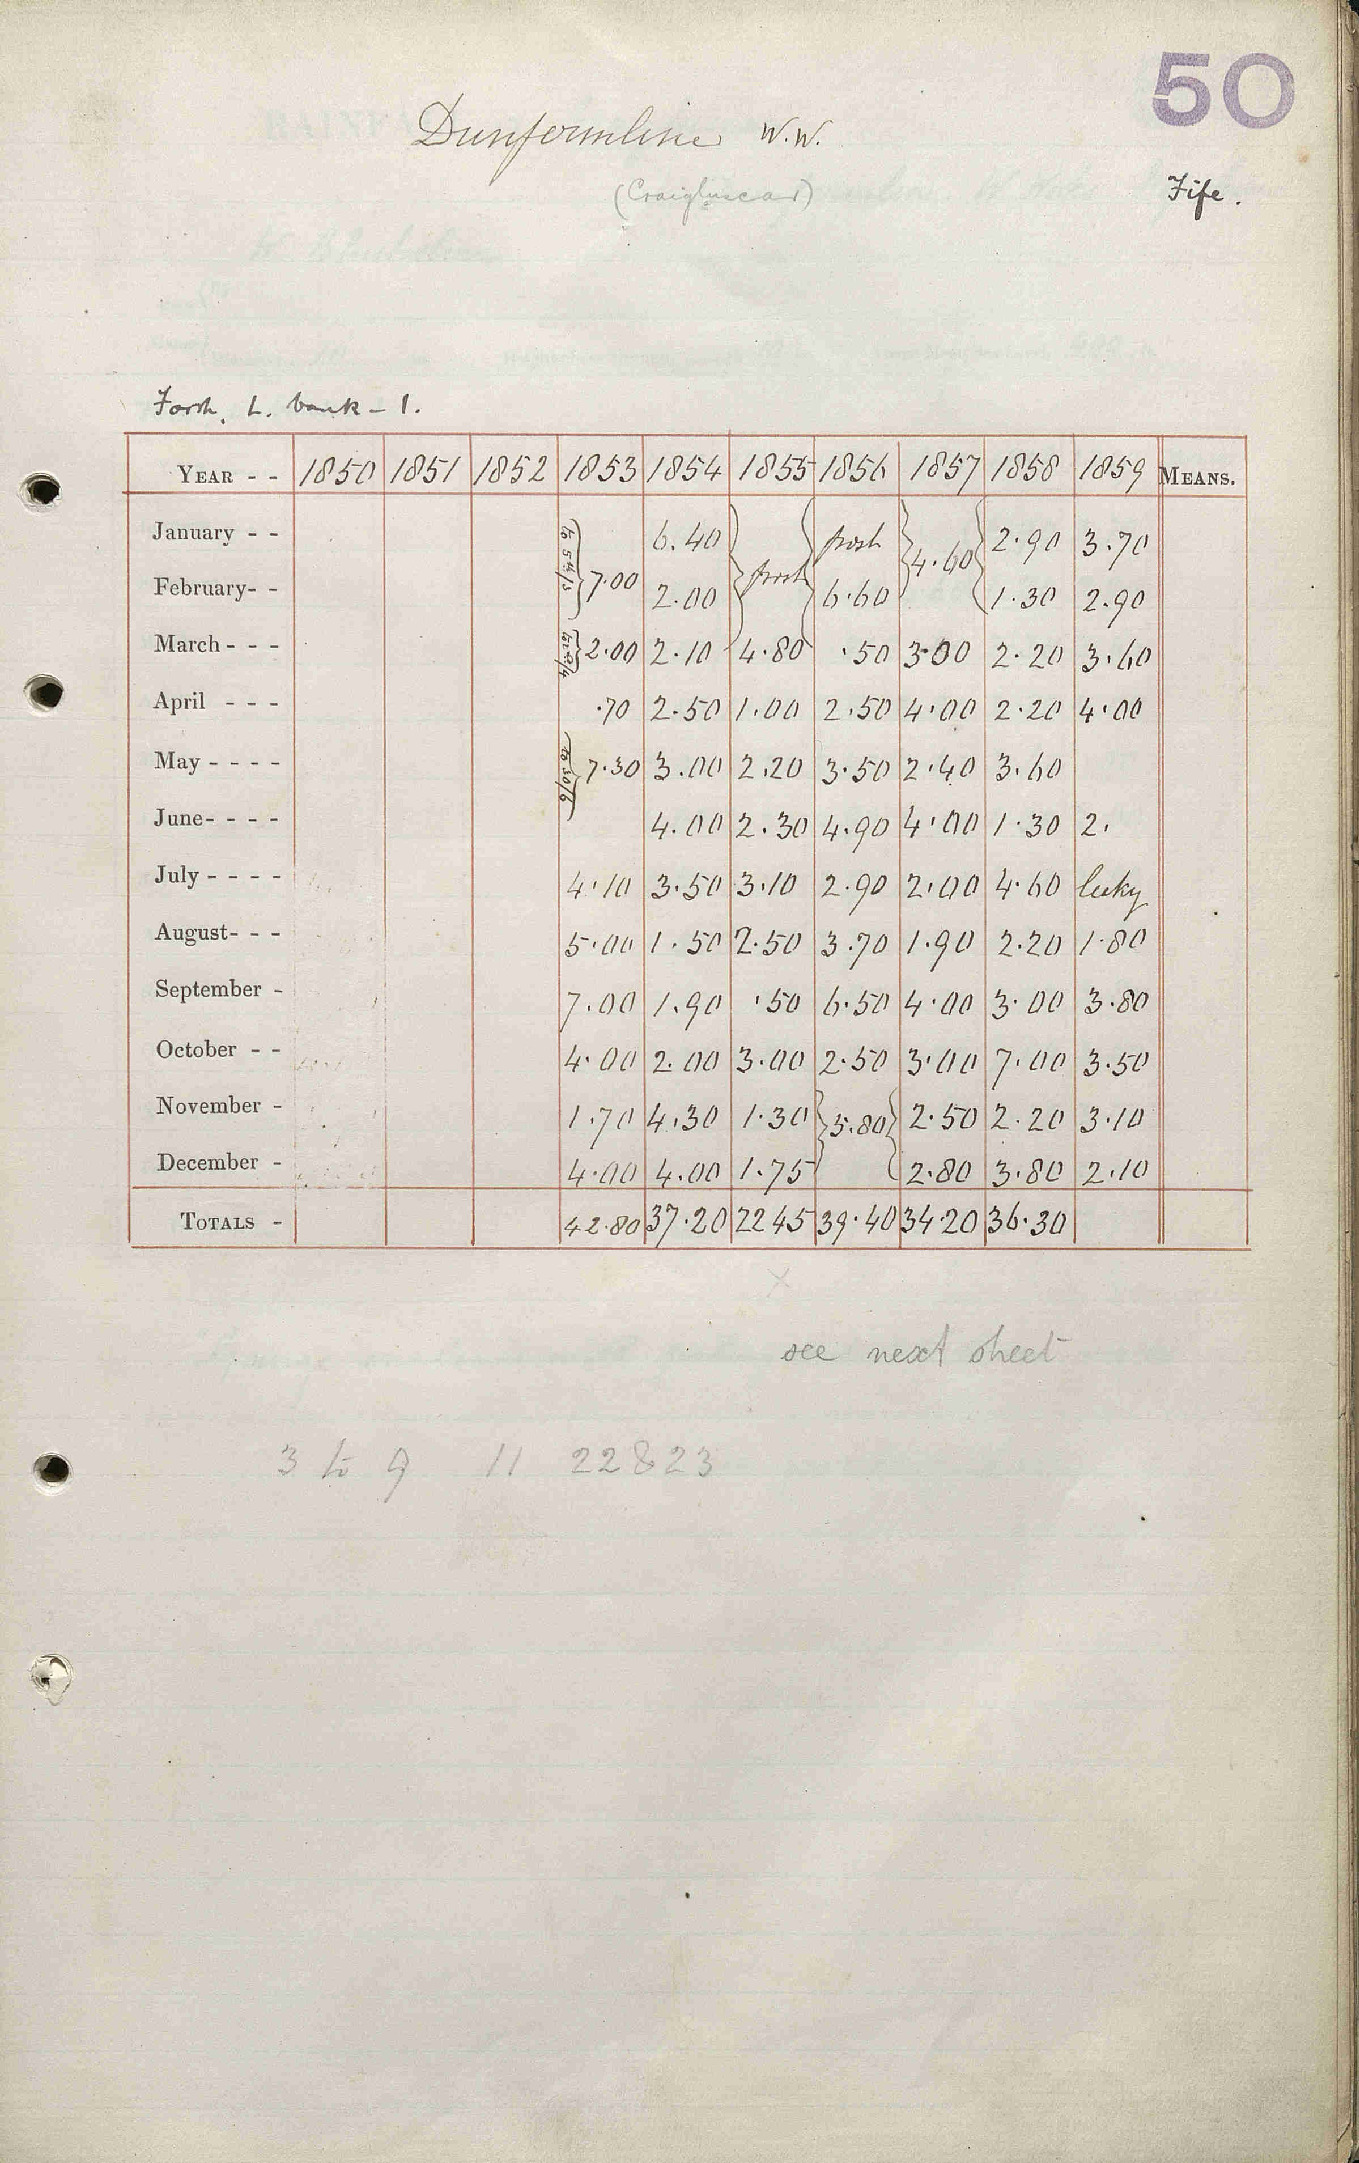 50
Dunfermline W.W.
(Craigluscar)
Fife.
Forth, L. bank - 1.
YEAR - - 1850 1851 1852 1853 1854 1855 1856 1857 1858 1859 MEANS.
January - - to 5th/3 6.40 frosh 4.60 2.90 3.70
February- - 7.00 2.00 frosh 6.60 1.30 2.90
March - - - 2.00 2.10 4.80 .50 3.00 2.20 3.60
April - - - .70 2.50 1.00 2.50 4.00 2.20 4.00
May - - - - to 30/6 7.30 3.00 2.20 3.50 2.40 3.60
June- - - - 4.00 2.30 4.90 4.00 1.30 2.
July - - - - 4.10 3.50 3.10 2.90 2.00 4.60 leeky
August- - - 5.00 1.50 2.50 3.70 1.90 2.20 1.80
September - 7.00 1.90 .50 6.50 4.00 3.00 3.80
October - - 4.00 2.00 3.00 2.50 3.00 7.00 3.50
November - 1.70 4.30 1.30 5.80 2.50 2.20 3.10
December - 4.00 4.00 1.75 2.80 3.80 2.10
TOTALS - 42.80 37.20 22 45 39.40 34.20 36.30
x
see next sheet
3 to 9 11 22 & 23